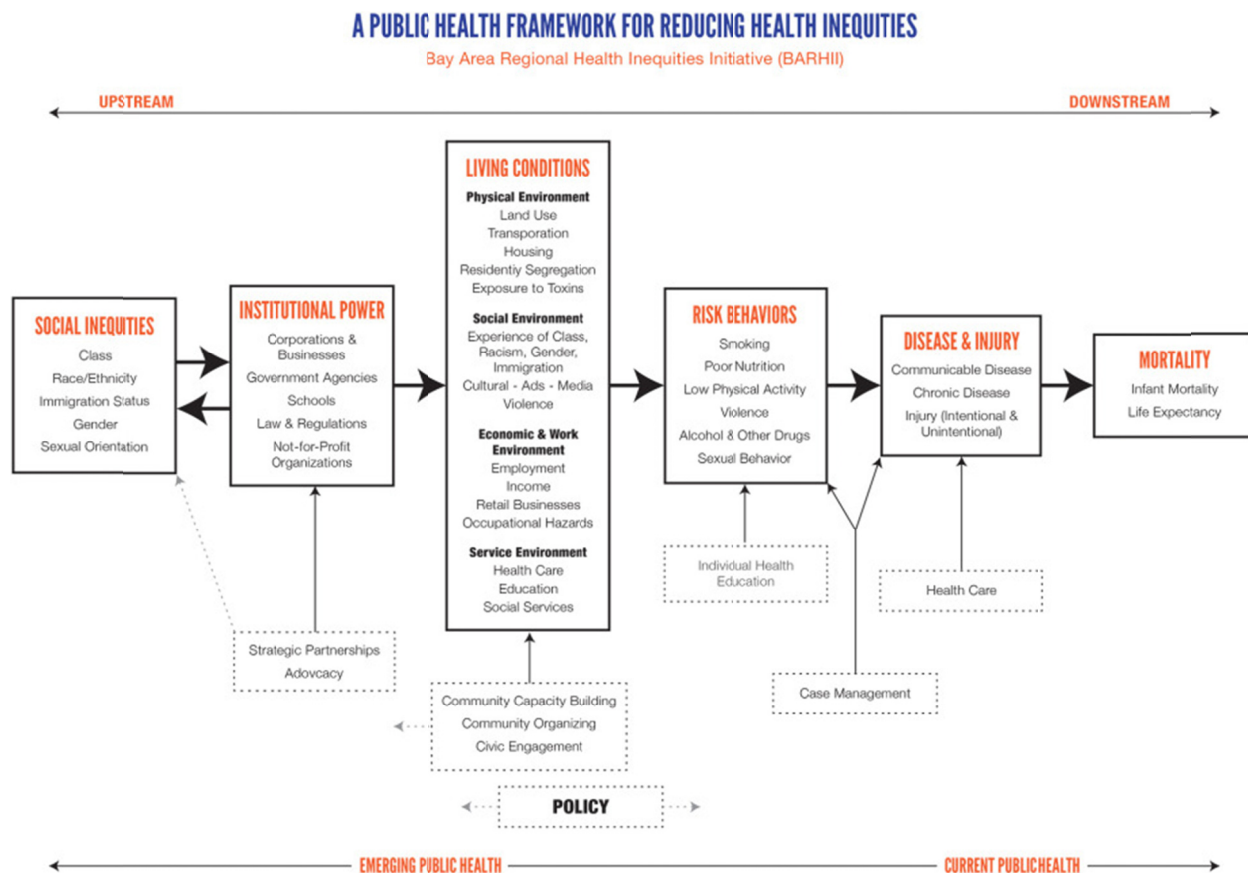 A PUBLIC HEALTH FRAMEWORK FOR REDUCING HEALTH INEQUITIES
Bay Area Regional Health Inequities Initiative (BARHII)
UPSTREAM
DOWNSTREAM
SOCIAL INEQUITIES
Class
Race/Ethnicity
Immigration Status
Gender
Sexual Orientation
INSTITUTIONAL POWER
Corporations &
Businesses
Government Agencies
Schools
Law & Regulations
Not-for-Profit
Organizations
LIVING CONDITIONS
Physical Environment
Land Use
Transporation
Housing
Residentiy Segregation
Exposure to Toxins
Social Environment
Experience of Class,
Racism, Gender,
Immigration
Cultural - Ads - Media
Violence
Economic & Work
Environment
Employment
Income
Retail Businesses
Occupational Hazards
Service Environment
Health Care
Education
Social Services
RISK BEHAVIORS
Smoking
Poor Nutrition
Low Physical Activity
Violence
Alcohol & Other Drugs
Sexual Behavior
DISEASE & INJURY
Communicable Disease
Chronic Disease
Injury (Intentional &
Unintentional)
MORTALITY
Infant Mortality
Life Expectancy
Strategic Partnerships
Adovcacy
Community Capacity Building
Community Organizing
Civic Engagement
Individual Health
Education
Case Management
Health Care
POLICY
EMERGING PUBLIC HEALTH
CURRENT PUBLICHEALTH